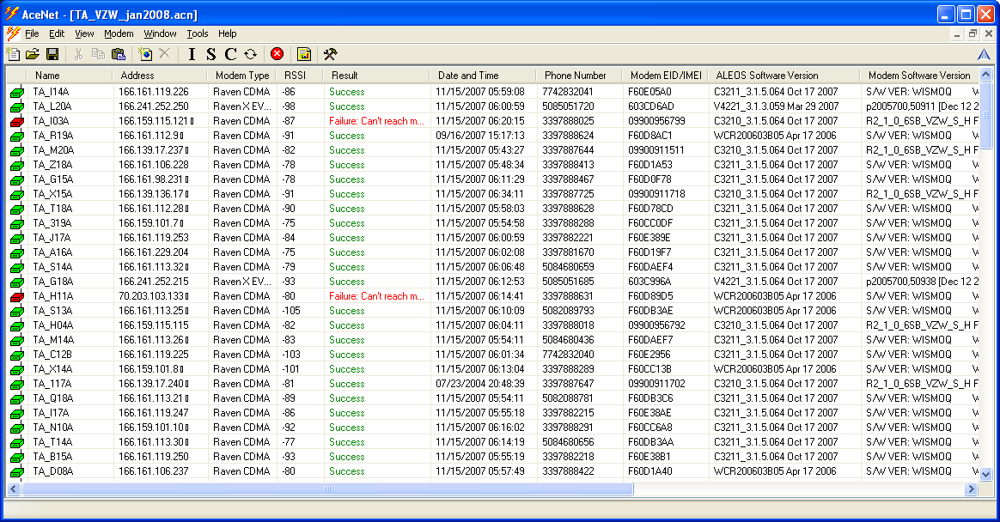 AceNet - [TA_VZW_jan2008.acn]
File Edit View Modem Window Tools Help
I S C
Name Address Modem Type RSSI Result Date and Time Phone Number Modem EID/IMEI ALEOS Software Version Modem Software Version
TA_I14A 166.161.119.226 Raven CDMA -86 Success 11/15/2007 05:59:08 7742832041 F60E05A0 C3211_3.1.5.064 Oct 17 2007 S/W VER: WISMOQ
TA_L20A 166.241.252.250 Raven X EV... -98 Success 11/15/2007 06:00:59 5085051720 603CD6AD V4221_3.1.3.059 Mar 29 2007 p2005700,50911 [Dec 12 2
TA_I03A 166.159.115.121 Raven CDMA -87 Failure: Can't reach m... 11/15/2007 06:20:15 3397888025 09900956799 C3210_3.1.5.064 Oct 17 2007 R2_1_0_6SB_VZW_S_H F
TA_R19A 166.161.112.9 Raven CDMA -91 Success 09/16/2007 15:17:13 3397888624 F60D8AC1 WCR200603B05 Apr 17 2006 S/W VER: WISMOQ
TA_M20A 166.139.17.237 Raven CDMA -82 Success 11/15/2007 05:43:27 3397887644 09900911511 C3210_3.1.5.064 Oct 17 2007 R2_1_0_6SB_VZW_S_H F
TA_Z18A 166.161.106.228 Raven CDMA -78 Success 11/15/2007 05:48:34 3397888413 F60D1A53 C3211_3.1.5.064 Oct 17 2007 S/W VER: WISMOQ
TA_G15A 166.161.98.231 Raven CDMA -78 Success 11/15/2007 06:11:29 3397888467 F60D0F78 C3211_3.1.5.064 Oct 17 2007 S/W VER: WISMOQ
TA_X15A 166.139.136.17 Raven CDMA -91 Success 11/15/2007 06:34:11 3397887725 09900911718 C3210_3.1.5.064 Oct 17 2007 R2_1_0_6SB_VZW_S_H F
TA_T18A 166.161.112.28 Raven CDMA -90 Success 11/15/2007 05:58:03 3397888628 F60D78CD C3211_3.1.5.064 Oct 17 2007 S/W VER: WISMOQ
TA_319A 166.159.101.7 Raven CDMA -75 Success 11/15/2007 05:54:58 3397888288 F60CC0DF C3211_3.1.5.064 Oct 17 2007 S/W VER: WISMOQ
TA_J17A 166.161.119.253 Raven CDMA -84 Success 11/15/2007 06:00:59 3397882221 F60E389E C3211_3.1.5.064 Oct 17 2007 S/W VER: WISMOQ
TA_A16A 166.161.229.204 Raven CDMA -75 Success 11/15/2007 06:02:08 3397881670 F60D19F7 C3211_3.1.5.064 Oct 17 2007 S/W VER: WISMOQ
TA_S14A 166.161.113.32 Raven CDMA -79 Success 11/15/2007 06:06:48 5084680659 F60DAEF4 C3211_3.1.5.064 Oct 17 2007 S/W VER: WISMOQ
TA_G18A 166.241.252.215 Raven X EV... -93 Success 11/15/2007 06:12:53 5085051685 603C996A V4221_3.1.5.064 Oct 17 2007 p2005700,50938 [Dec 12 2
TA_H11A 70.203.103.133 Raven CDMA -80 Failure: Can't reach m... 11/15/2007 06:14:41 3397888631 F60D89D5 WCR200603B05 Apr 17 2006 S/W VER: WISMOQ
TA_S13A 166.161.113.25 Raven CDMA -105 Success 11/15/2007 06:10:09 5082089793 F60DB3AE WCR200603B05 Apr 17 2006 S/W VER: WISMOQ
TA_H04A 166.159.115.115 Raven CDMA -82 Success 11/15/2007 06:04:11 3397888018 09900956792 C3210_3.1.5.064 Oct 17 2007 R2_1_0_6SB_VZW_S_H F
TA_M14A 166.161.113.26 Raven CDMA -83 Success 11/15/2007 05:54:11 5084680436 F60DAEF7 C3211_3.1.5.064 Oct 17 2007 S/W VER: WISMOQ
TA_C12B 166.161.119.225 Raven CDMA -103 Success 11/15/2007 06:01:34 7742832040 F60E2956 C3211_3.1.5.064 Oct 17 2007 S/W VER: WISMOQ
TA_X14A 166.159.101.8 Raven CDMA -101 Success 11/15/2007 06:13:04 3397888289 F60CC13B WCR200603B05 Apr 17 2006 S/W VER: WISMOQ
TA_117A 166.139.17.240 Raven CDMA -81 Success 07/23/2004 20:48:39 3397887647 09900911702 C3210_3.1.5.064 Oct 17 2007 R2_1_0_6SB_VZW_S_H F
TA_Q18A 166.161.113.21 Raven CDMA -89 Success 11/15/2007 05:54:11 5082088781 F60DB3C6 C3211_3.1.5.064 Oct 17 2007 S/W VER: WISMOQ
TA_I17A 166.161.119.247 Raven CDMA -86 Success 11/15/2007 05:55:18 3397882215 F60E38AE C3211_3.1.5.064 Oct 17 2007 S/W VER: WISMOQ
TA_N10A 166.159.101.10 Raven CDMA -92 Success 11/15/2007 06:16:02 3397888291 F60CC6A8 C3211_3.1.5.064 Oct 17 2007 S/W VER: WISMOQ
TA_T14A 166.161.113.30 Raven CDMA -77 Success 11/15/2007 06:14:19 5084680656 F60DB3AA C3211_3.1.5.064 Oct 17 2007 S/W VER: WISMOQ
TA_B15A 166.161.119.250 Raven CDMA -93 Success 11/15/2007 05:55:19 3397882218 F60E38B1 C3211_3.1.5.064 Oct 17 2007 S/W VER: WISMOQ
TA_D08A 166.161.106.237 Raven CDMA -80 Success 11/15/2007 05:57:49 3397888422 F60D1A40 WCR200603B05 Apr 17 2006 S/W VER: WISMOQ